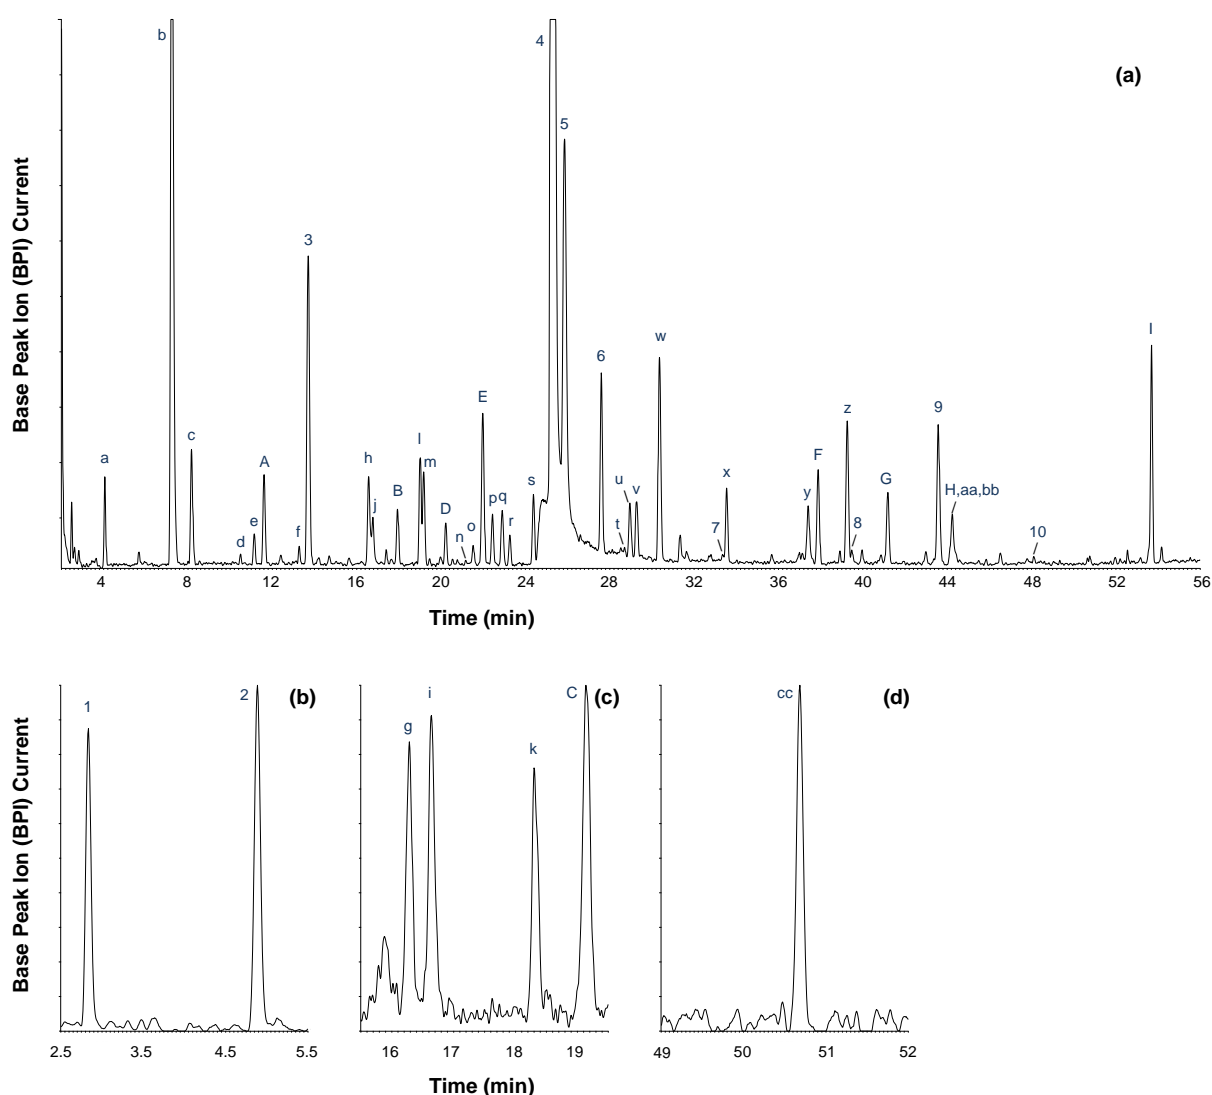 b
4
(a)
5
3
I
w
6
E
9
z
c
l
m
F
a
A
h
s
x
G
H,aa,bb
B
p
q
u
v
y
j
D
e
f
o
r
n
t
7
8
10
d
Base Peak Ion (BPI) Current
4 8 12 16 20 24 28 32 36 40 44 48 52 56
Time (min)
1
2
(b)
g
i
k
C
(c)
cc
(d)
Base Peak Ion (BPI) Current
2.5 3.5 4.5 5.5
16 17 18 19
49 50 51 52
Time (min)